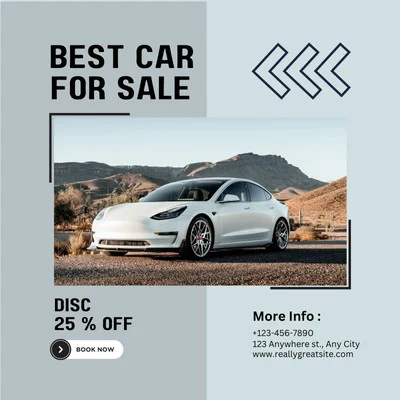 BEST CAR
FOR SALE
DISC
25 % OFF
BOOK NOW
More Info :
+123-456-7890
123 Anywhere st., Any City
www.reallygreatsite.com